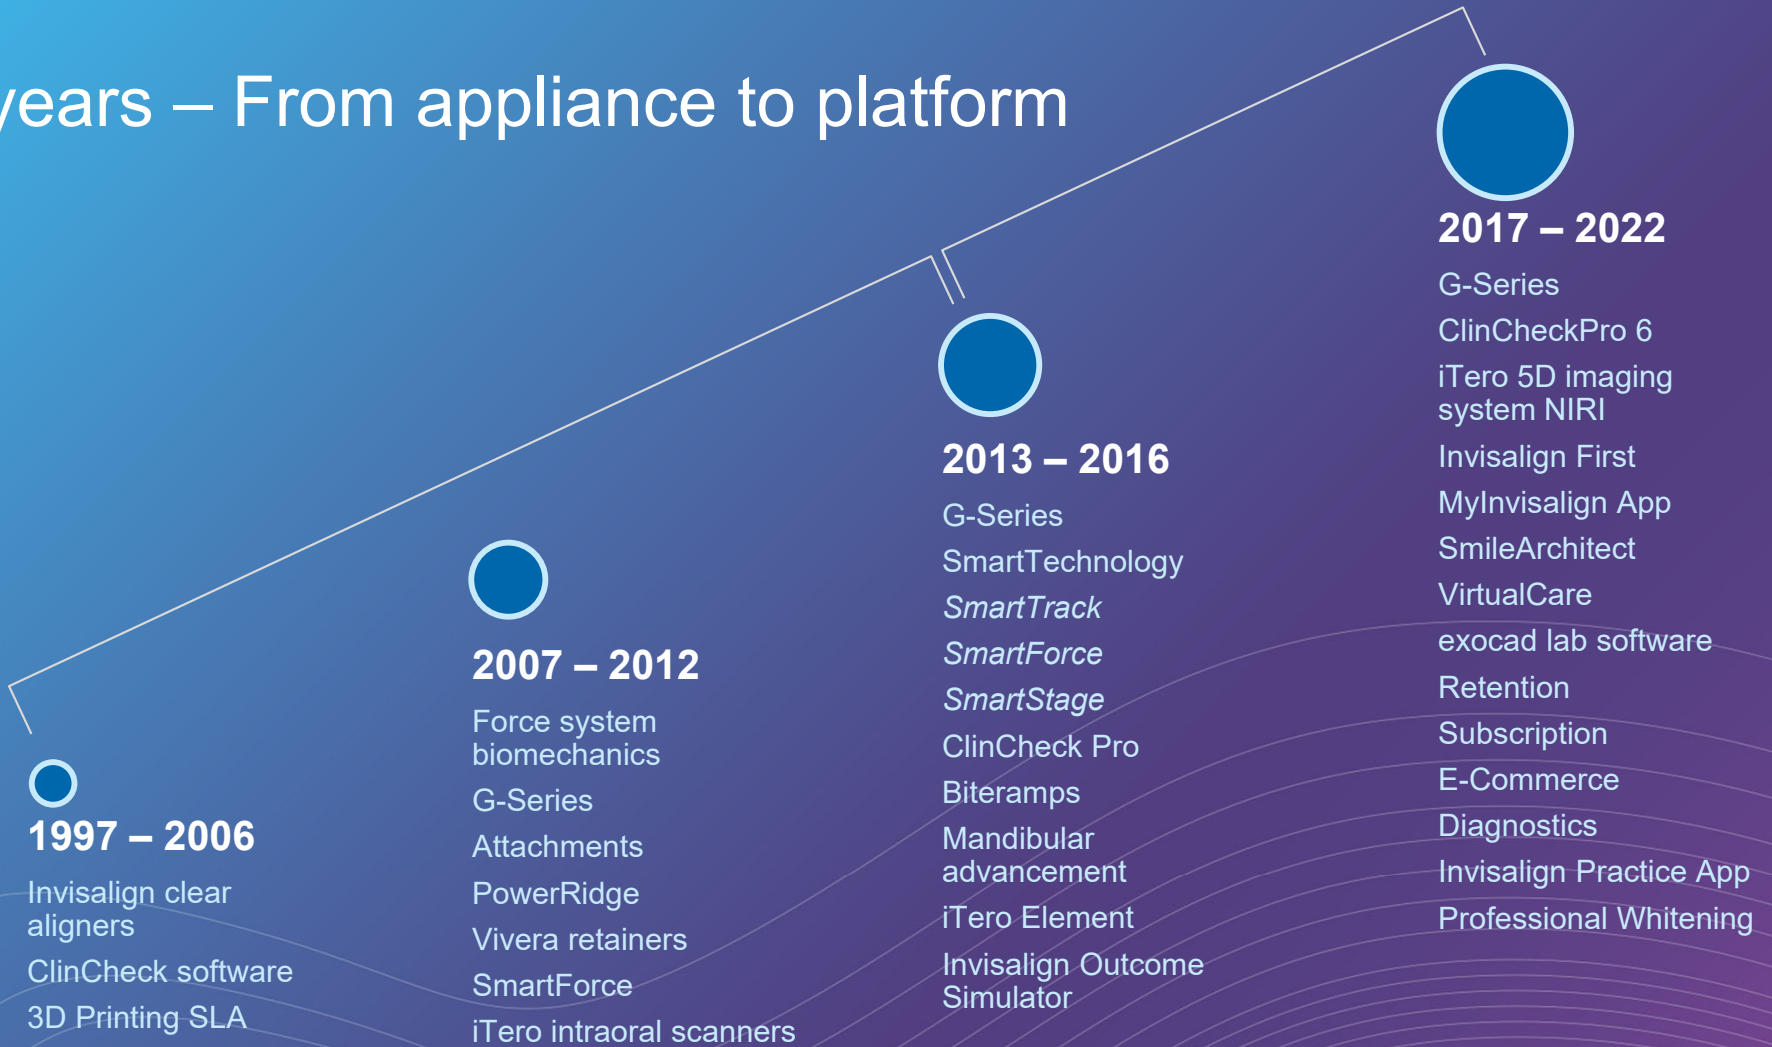 years – From appliance to platform
1997 – 2006
Invisalign clear
aligners
ClinCheck software
3D Printing SLA
2007 – 2012
Force system
biomechanics
G-Series
Attachments
PowerRidge
Vivera retainers
SmartForce
iTero intraoral scanners
2013 – 2016
G-Series
SmartTechnology
SmartTrack
SmartForce
SmartStage
ClinCheck Pro
Biteramps
Mandibular
advancement
iTero Element
Invisalign Outcome
Simulator
2017 – 2022
G-Series
ClinCheckPro 6
iTero 5D imaging
system NIRI
Invisalign First
MyInvisalign App
SmileArchitect
VirtualCare
exocad lab software
Retention
Subscription
E-Commerce
Diagnostics
Invisalign Practice App
Professional Whitening